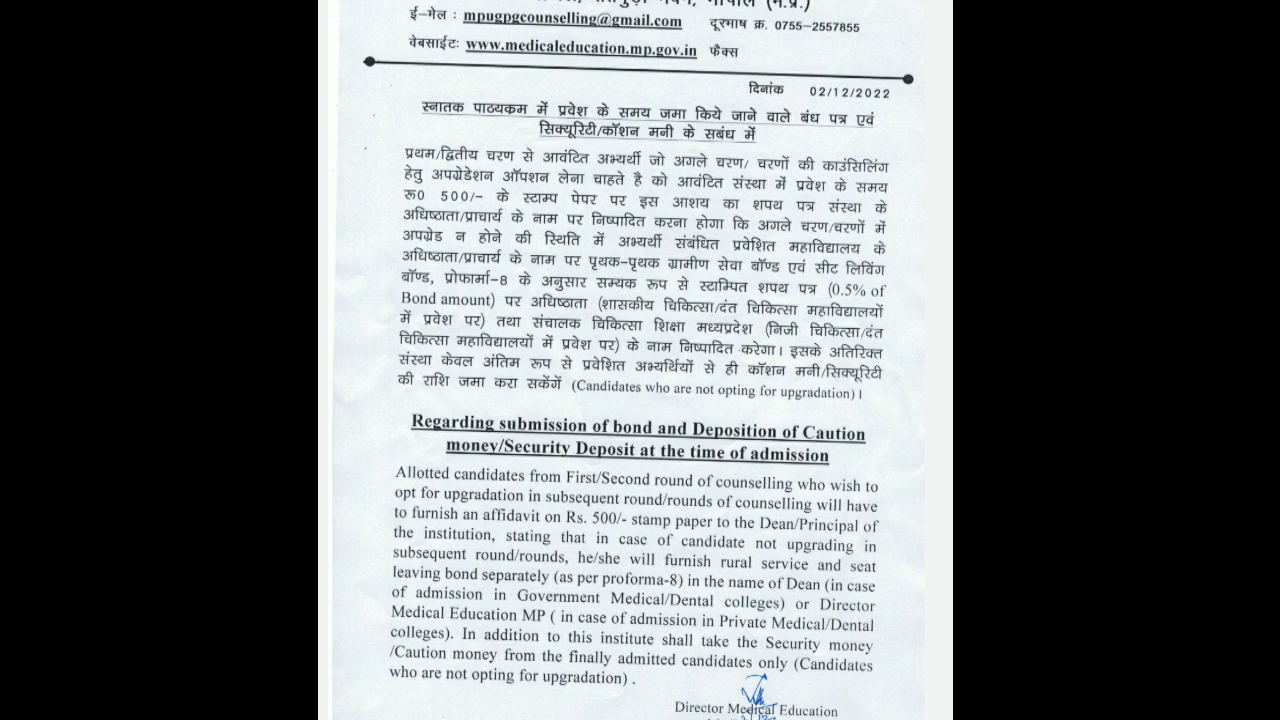 ई–मेल : mpugpgcounselling@gmail.com दूरभाष क्र. 0755–2557855
वेबसाईटः www.medicaleducation.mp.gov.in फैक्स
दिनांक 02/12/2022
स्नातक पाठयकम में प्रवेश के समय जमा किये जाने वाले बंध पत्र एवं
सिक्यूरिटी/कॉशन मनी के सबंध में
प्रथम/द्वितीय चरण से आवंटित अभ्यर्थी जो अगले चरण/ चरणों की काउंसिलिंग
हेतु अपग्रेडेशन ऑपशन लेना चाहते है को आवंटित संस्था में प्रवेश के समय
रू0 500/– के स्टाम्प पेपर पर इस आशय का शपथ पत्र संस्था के
अधिष्ठाता/प्राचार्य के नाम पर निष्पादित करना होगा कि अगले चरण/चरणों में
अपग्रेड न होने की स्थिति में अभ्यर्थी संबंधित प्रवेशित महाविद्यालय के
अधिष्ठाता/प्राचार्य के नाम पर पृथक–पृथक ग्रामीण सेवा बॉण्ड एवं सीट लिविंग
बॉण्ड, प्रोफार्मा–8 के अनुसार सम्यक रूप से स्टाम्पित शपथ पत्र (0.5% of
Bond amount) पर अधिष्ठाता (शासकीय चिकित्सा/दंत चिकित्सा महाविद्यालयों
में प्रवेश पर) तथा संचालक चिकित्सा शिक्षा मध्यप्रदेश (निजी चिकित्सा/दंत
चिकित्सा महाविद्यालयों में प्रवेश पर) के नाम निष्पादित करेगा। इसके अतिरिक्त
संस्था केवल अंतिम रूप से प्रवेशित अभ्यर्थियों से ही कॉशन मनी/सिक्यूरिटी
की राशि जमा करा सकेंगें (Candidates who are not opting for upgradation)।
Regarding submission of bond and Deposition of Caution
money/Security Deposit at the time of admission
Allotted candidates from First/Second round of counselling who wish to
opt for upgradation in subsequent round/rounds of counselling will have
to furnish an affidavit on Rs. 500/- stamp paper to the Dean/Principal of
the institution, stating that in case of candidate not upgrading in
subsequent round/rounds, he/she will furnish rural service and seat
leaving bond separately (as per proforma-8) in the name of Dean (in case
of admission in Government Medical/Dental colleges) or Director
Medical Education MP ( in case of admission in Private Medical/Dental
colleges). In addition to this institute shall take the Security money
/Caution money from the finally admitted candidates only (Candidates
who are not opting for upgradation) .
Director Medical Education